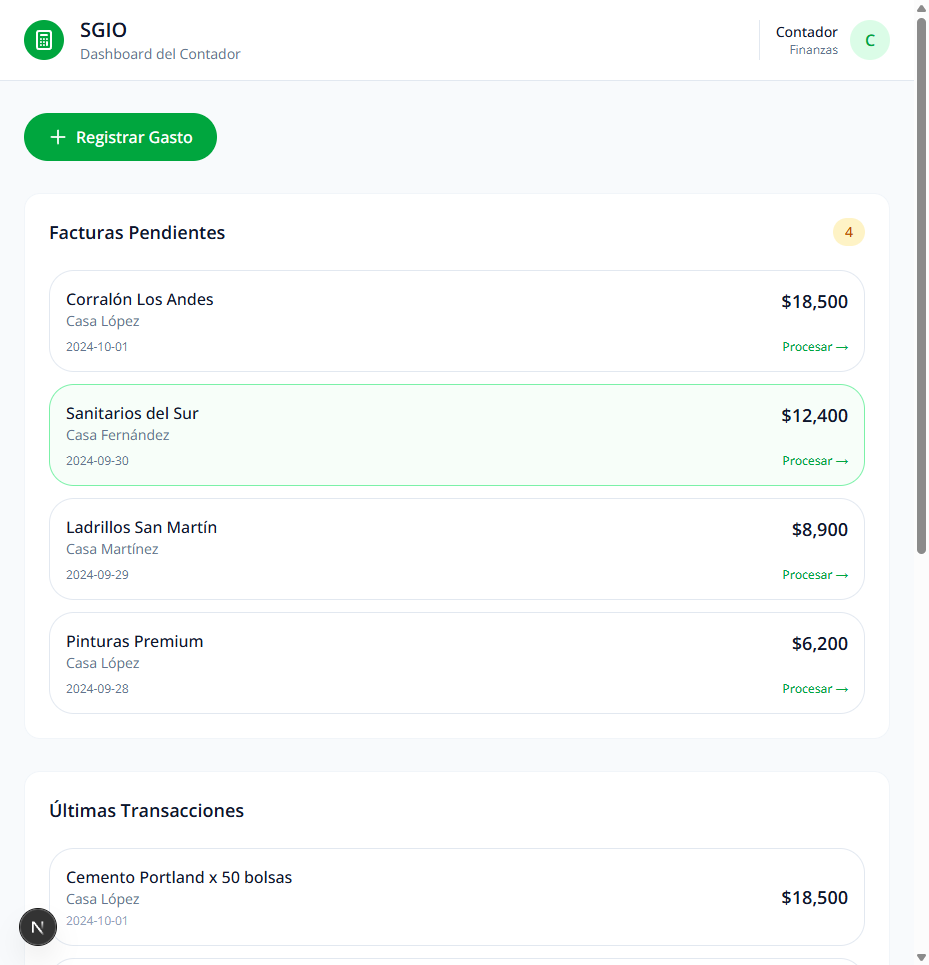 SGIO
Dashboard del Contador
Contador
Finanzas
C
+ Registrar Gasto
Facturas Pendientes
4
Corralón Los Andes
$18,500
Casa López
2024-10-01
Procesar →
Sanitarios del Sur
$12,400
Casa Fernández
2024-09-30
Procesar →
Ladrillos San Martín
$8,900
Casa Martínez
2024-09-29
Procesar →
Pinturas Premium
$6,200
Casa López
2024-09-28
Procesar →
Últimas Transacciones
Cemento Portland x 50 bolsas
Casa López
$18,500
2024-10-01
N